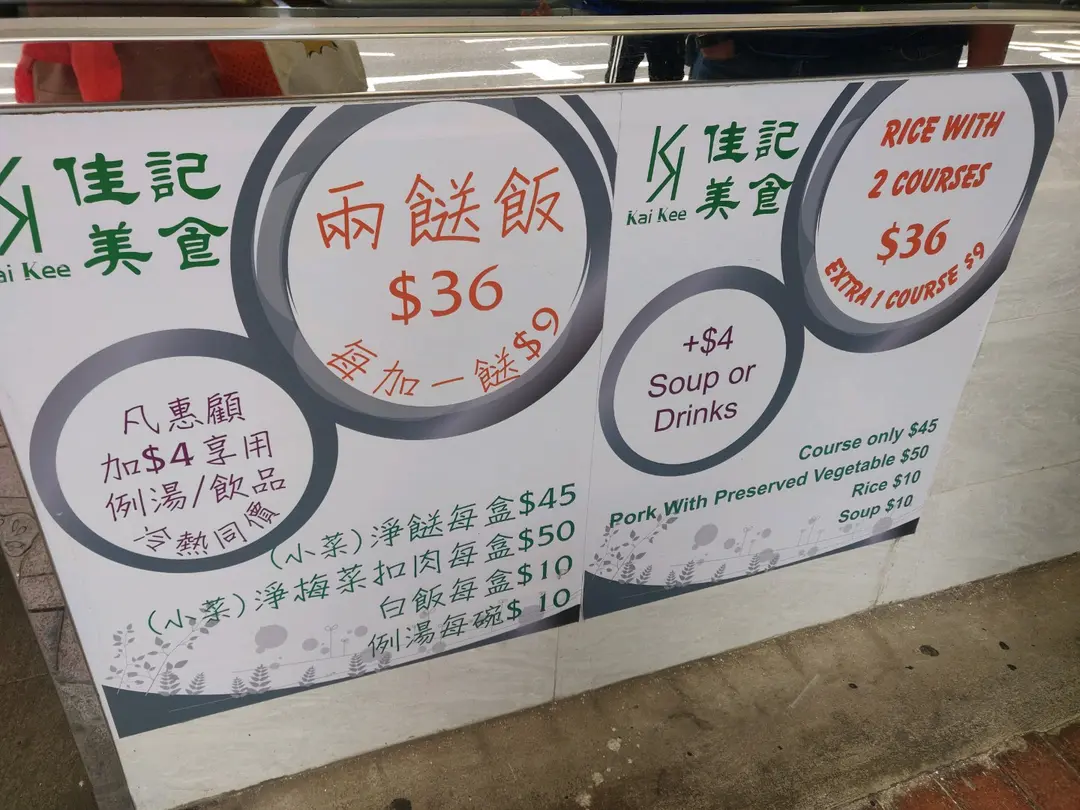 佳記
美食
Kee
兩餸飯
$36
每加一餸$9
凡惠顧
加$4享用
例湯/飲品
冷熱同價
(小菜)淨餸每盒$45
(小菜)淨梅菜扣肉每盒$50
白飯每盒$10
例湯每碗$ 10
佳記
美食
Kai Kee
RICE WITH
2 COURSES
$36
EXTRA 1 COURSE $9
+$4
Soup or
Drinks
Course only $45
Pork With Preserved Vegetable $50
Rice $10
Soup $10